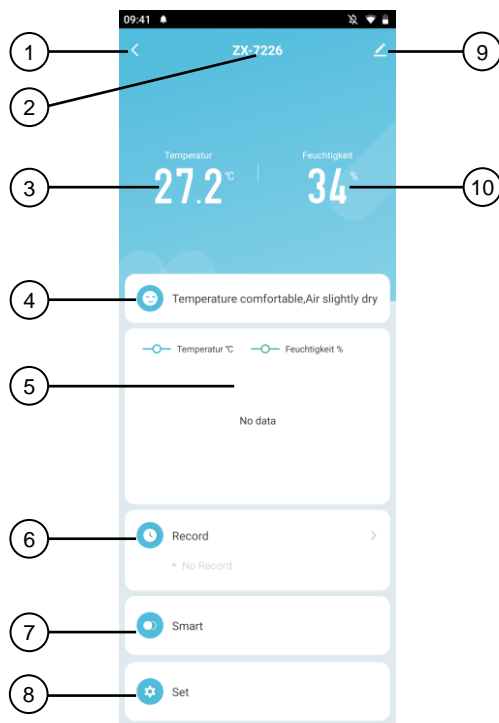 09:41
1
ZX-7226
9
2
Temperatur
Feuchtigkeit
3
27.2 °C
34 %
10
4
Temperature comfortable,Air slightly dry
Temperatur °C
Feuchtigkeit %
5
No data
6
Record
• No Record
7
Smart
8
Set